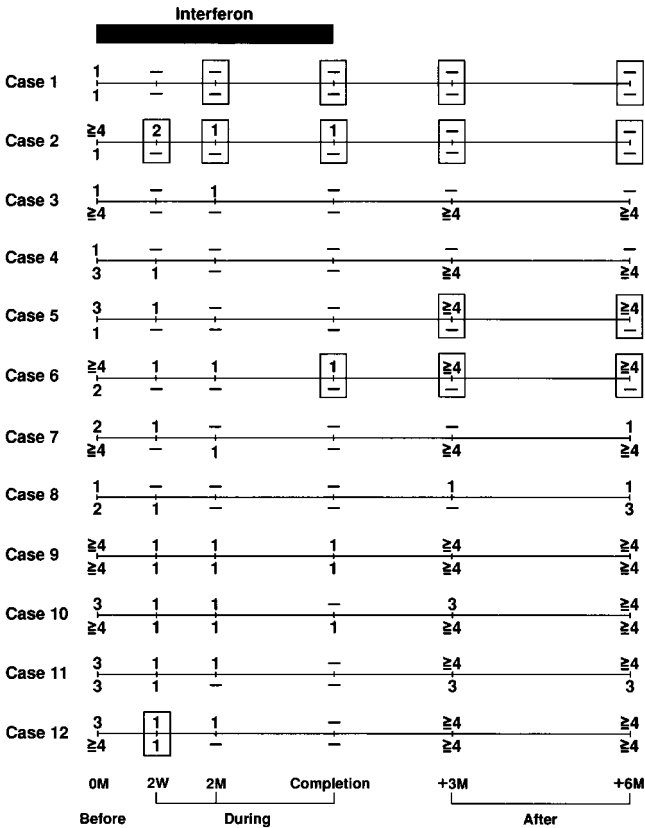 Interferon
1 — — — — —
Case 1
1 — — — — —
≧4 2 1 1 — —
Case 2
1 — — — — —
1 — 1 — — —
Case 3
≧4 — — — ≧4 ≧4
1 — — — — —
Case 4
3 1 — — ≧4 ≧4
3 1 — — ≧4 ≧4
Case 5
1 — — — — —
≧4 1 1 1 ≧4 ≧4
Case 6
2 — — — — —
2 1 — — — 1
Case 7
≧4 — 1 — ≧4 ≧4
1 — — — 1 1
Case 8
2 1 — — — 3
≧4 1 1 1 ≧4 ≧4
Case 9
≧4 1 1 1 ≧4 ≧4
3 1 1 — 3 ≧4
Case 10
≧4 1 1 1 ≧4 ≧4
3 1 1 — ≧4 ≧4
Case 11
3 1 — — 3 3
3 1 1 — ≧4 ≧4
Case 12
≧4 1 — — ≧4 ≧4
0M 2W 2M Completion +3M +6M
Before During After